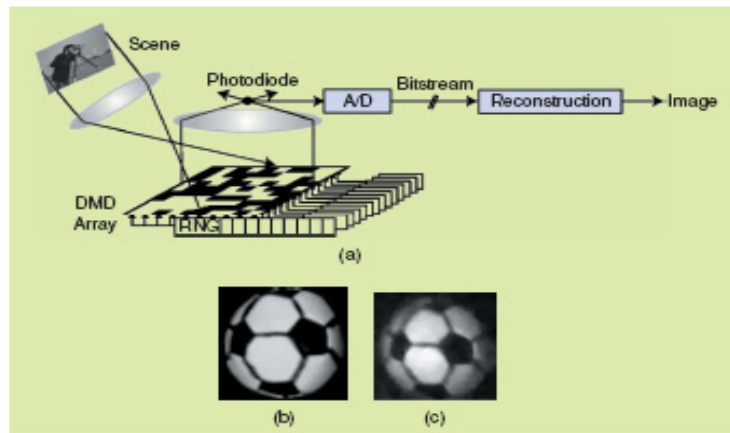 Scene
Photodiode
A/D
Bitstream
Reconstruction
Image
DMD
Array
RNG
(a)
(b)
(c)